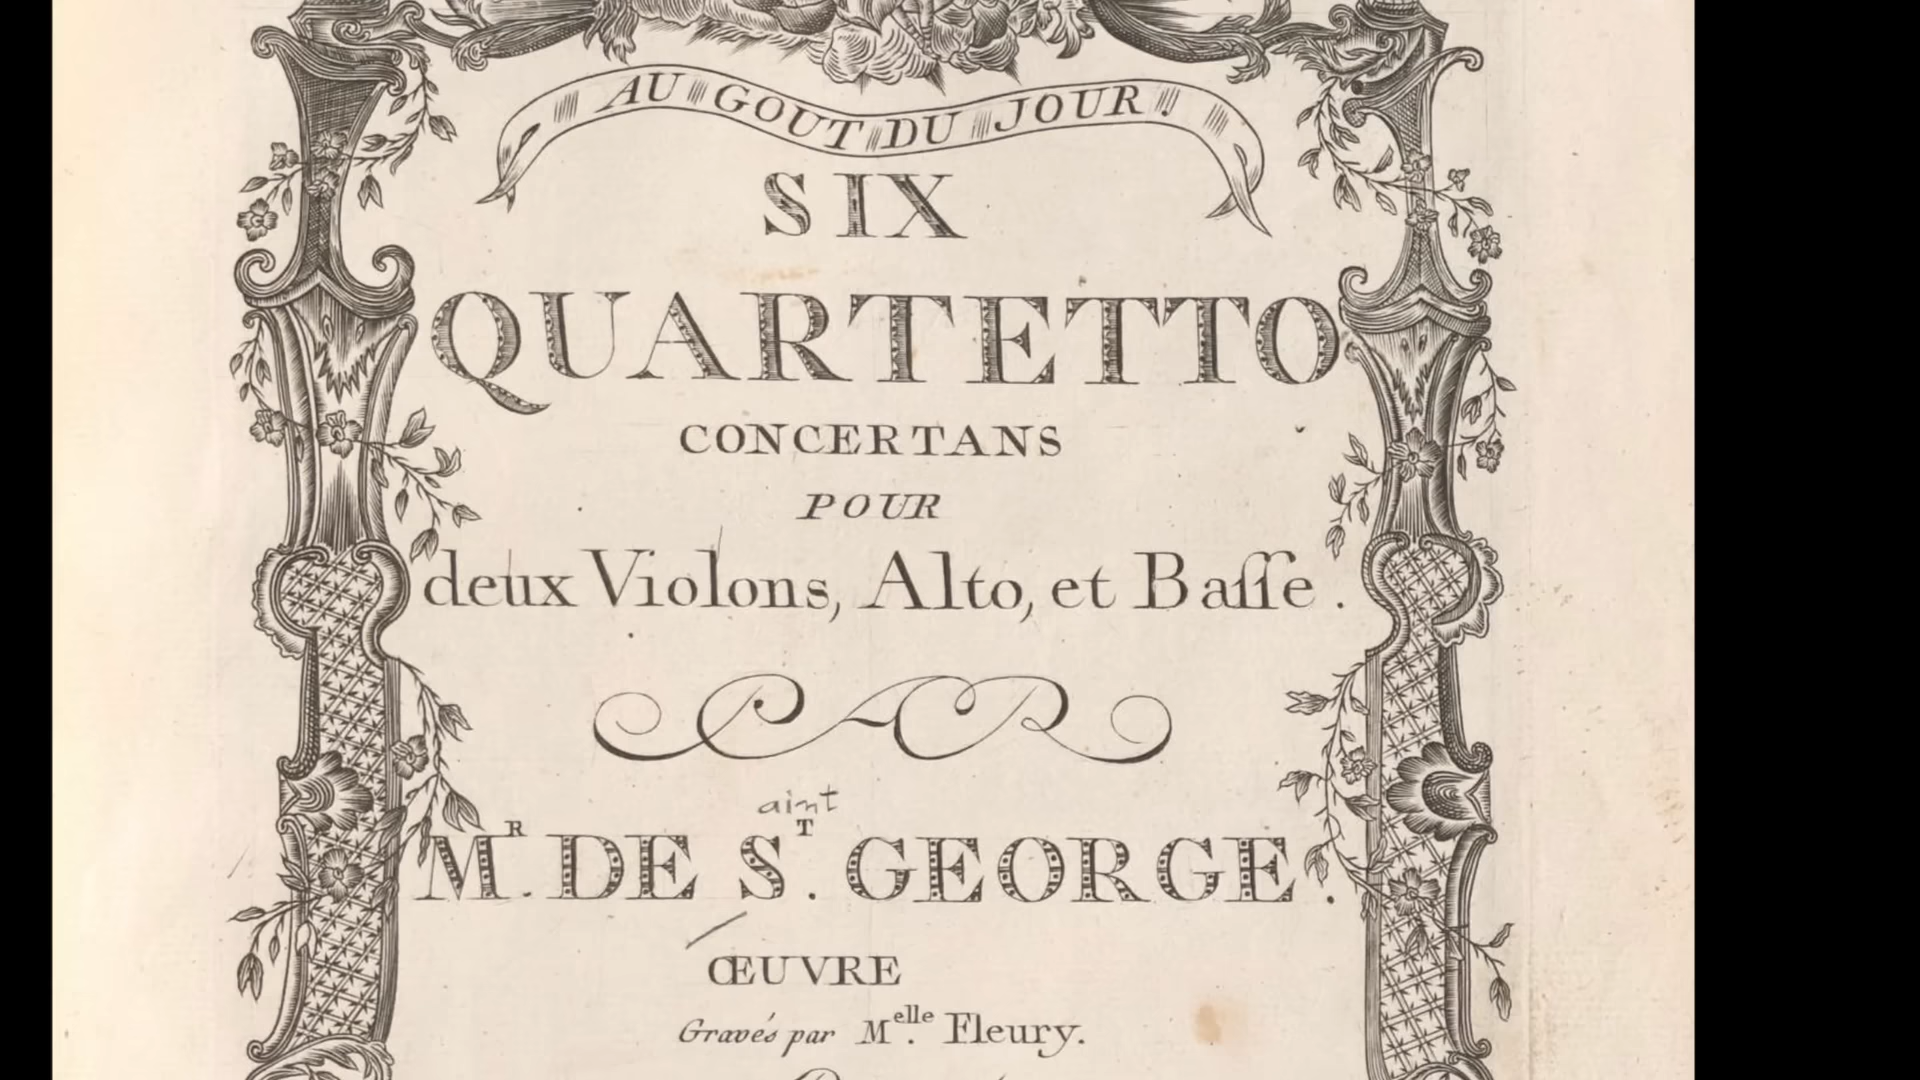 AU GOUT DU JOUR!
SIX
QUARTETTO
CONCERTANS
POUR
deux Violons, Alto, et Baſſe.
aint
MR. DE ST. GEORGE.
ŒUVRE
Gravés par Melle. Fleury.